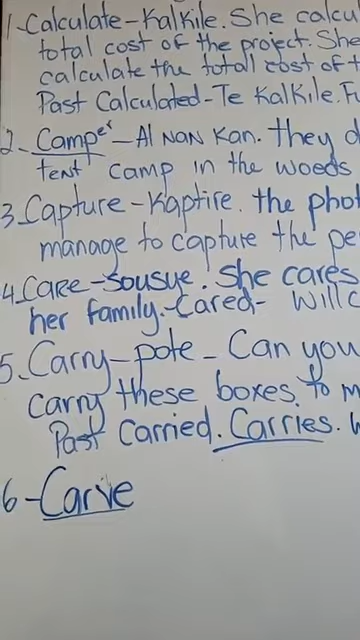 1. Calculate - Kalkile. She calcu
total cost of the project. She
calculate the total cost of t
Past Calculated - Te Kalkile. Fu
2. Camper - Al NAN Kan. They d
tent camp in the woods
3. Capture - Kaptire. the phot
manage to capture the pe
4. Care - Sousye. She cares
her family. - Cared - Will c
5. Carry - pote - Can you
Carry these boxes. to m
Past Carried. Carries. W
6 - Carve